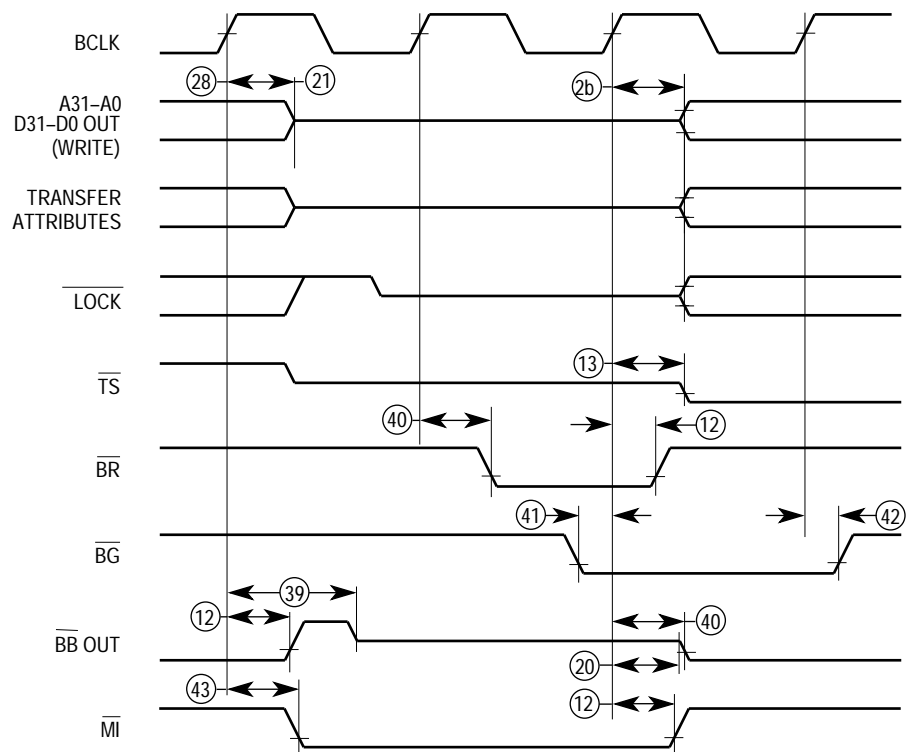 BCLK
28
21
2b
A31–A0
D31–D0 OUT
(WRITE)
TRANSFER
ATTRIBUTES
LOCK
13
TS
40
12
BR
41
42
BG
39
12
40
BB OUT
20
43
12
MI